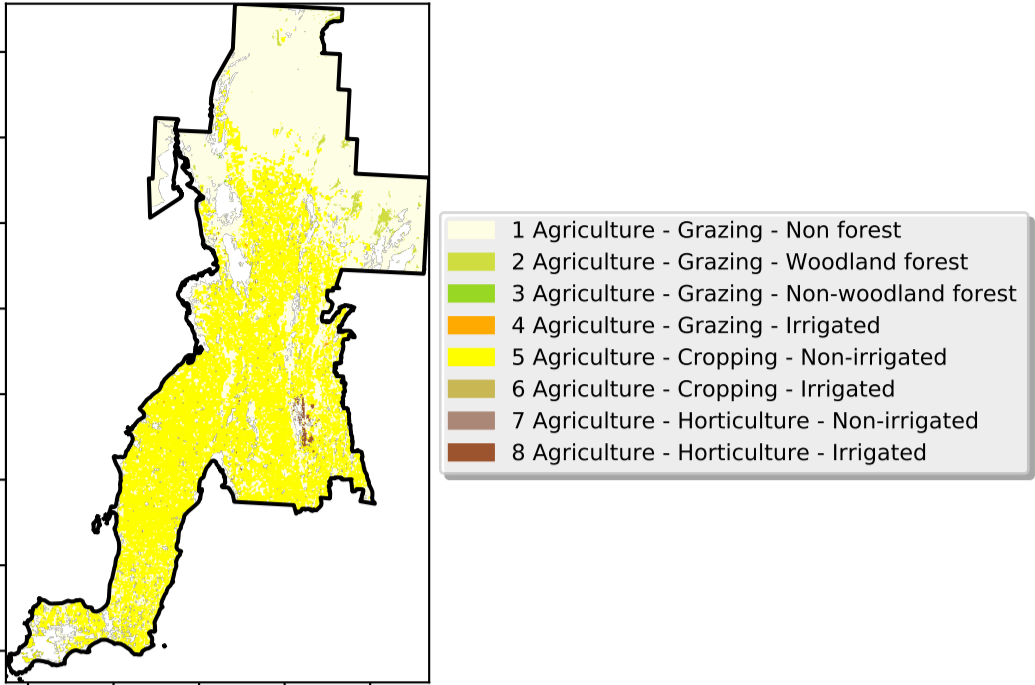 1 Agriculture - Grazing - Non forest
2 Agriculture - Grazing - Woodland forest
3 Agriculture - Grazing - Non-woodland forest
4 Agriculture - Grazing - Irrigated
5 Agriculture - Cropping - Non-irrigated
6 Agriculture - Cropping - Irrigated
7 Agriculture - Horticulture - Non-irrigated
8 Agriculture - Horticulture - Irrigated